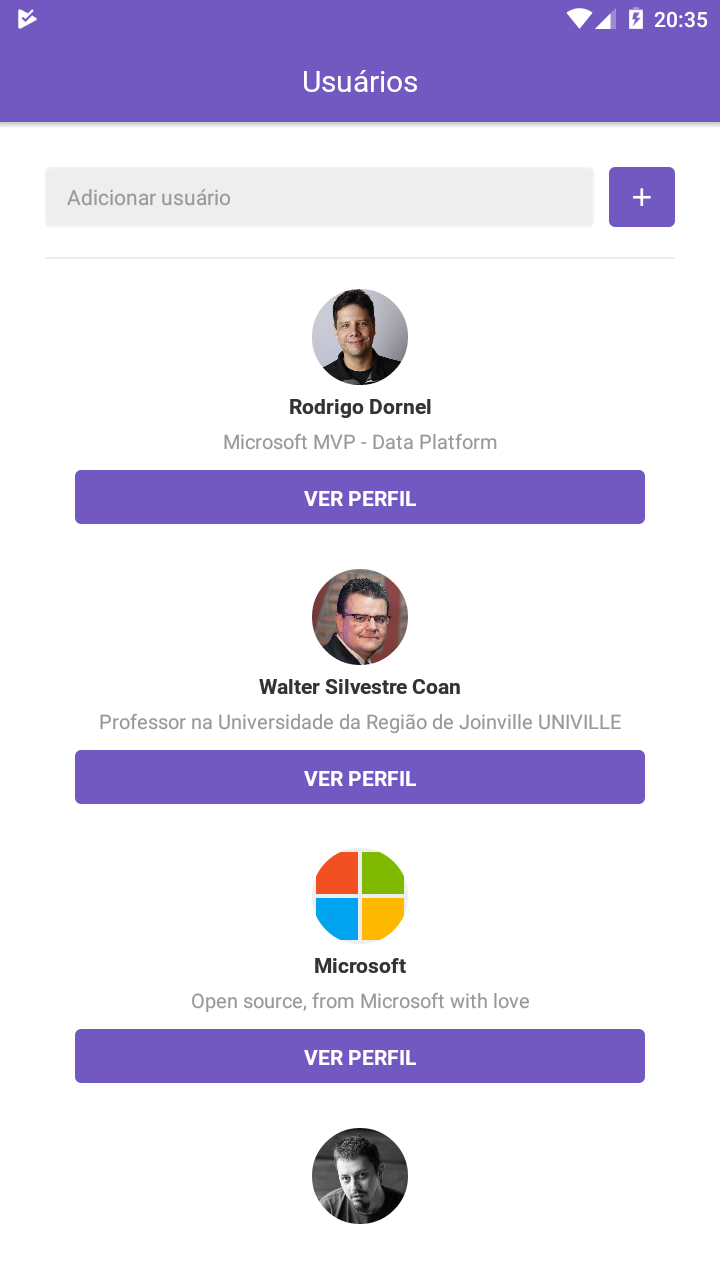 20:35
Usuários
Adicionar usuário
+
Rodrigo Dornel
Microsoft MVP - Data Platform
VER PERFIL
Walter Silvestre Coan
Professor na Universidade da Região de Joinville UNIVILLE
VER PERFIL
Microsoft
Open source, from Microsoft with love
VER PERFIL